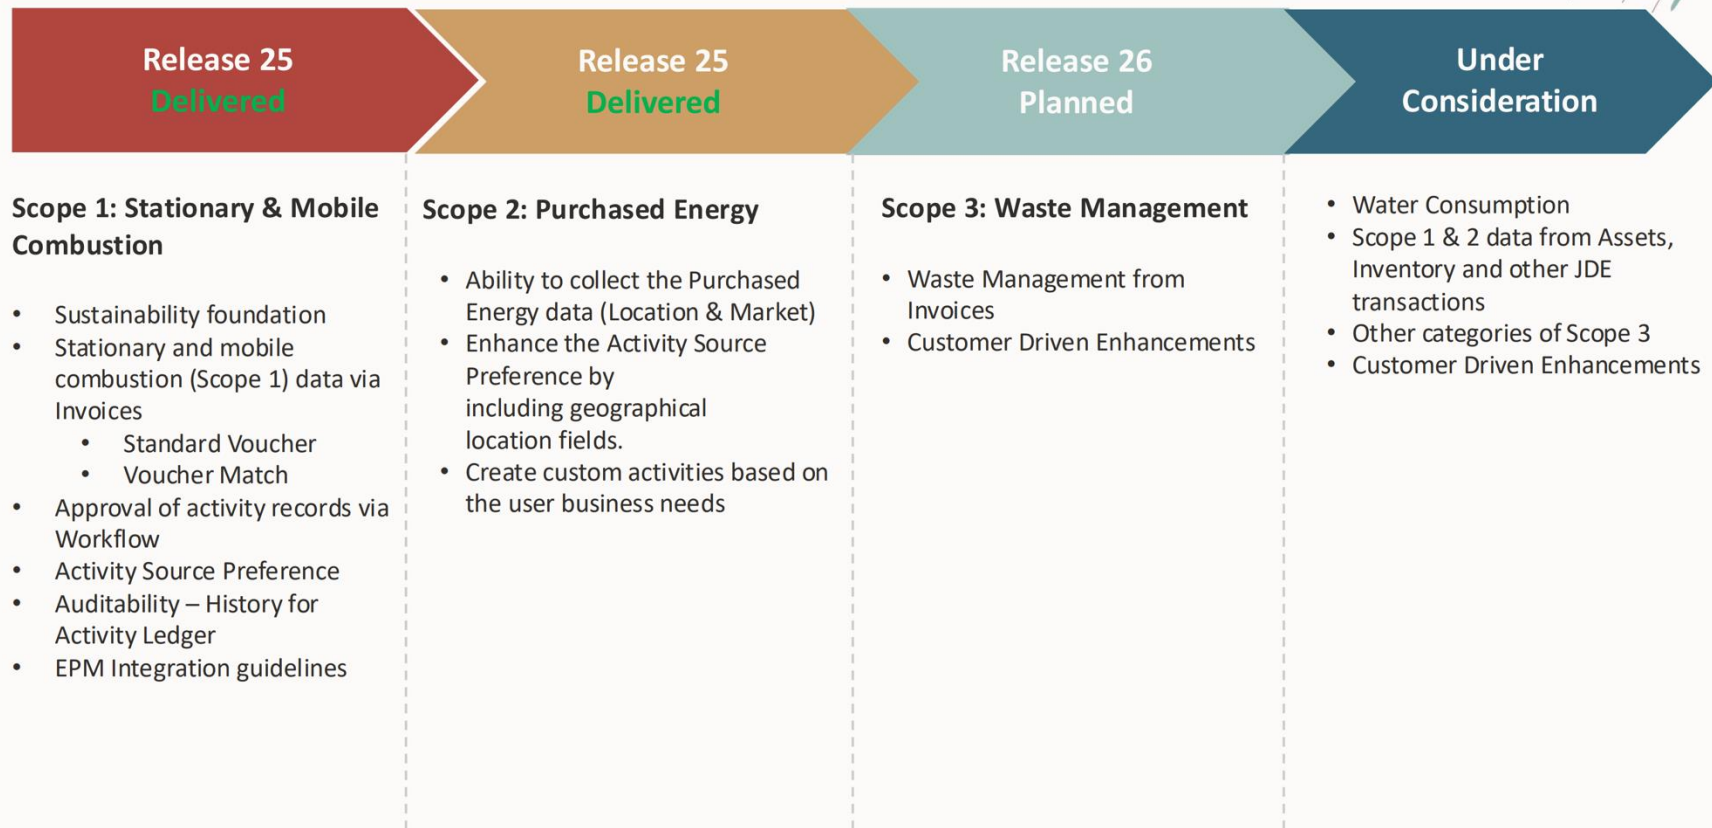 Release 25
Delivered
Release 25
Delivered
Release 26
Planned
Under
Consideration
Scope 1: Stationary & Mobile
Combustion
• Sustainability foundation
• Stationary and mobile
combustion (Scope 1) data via
Invoices
• Standard Voucher
• Voucher Match
• Approval of activity records via
Workflow
• Activity Source Preference
• Auditability – History for
Activity Ledger
• EPM Integration guidelines
Scope 2: Purchased Energy
• Ability to collect the Purchased
Energy data (Location & Market)
• Enhance the Activity Source
Preference by
including geographical
location fields.
• Create custom activities based on
the user business needs
Scope 3: Waste Management
• Waste Management from
Invoices
• Customer Driven Enhancements
• Water Consumption
• Scope 1 & 2 data from Assets,
Inventory and other JDE
transactions
• Other categories of Scope 3
• Customer Driven Enhancements